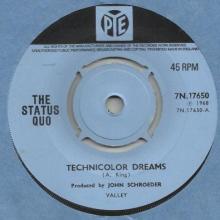 PYE
45 RPM
THE
STATUS
QUO
7N.17650
℗ 1968
7N.17650-A
TECHNICOLOR DREAMS
(A. King)
Produced by JOHN SCHROEDER
VALLEY